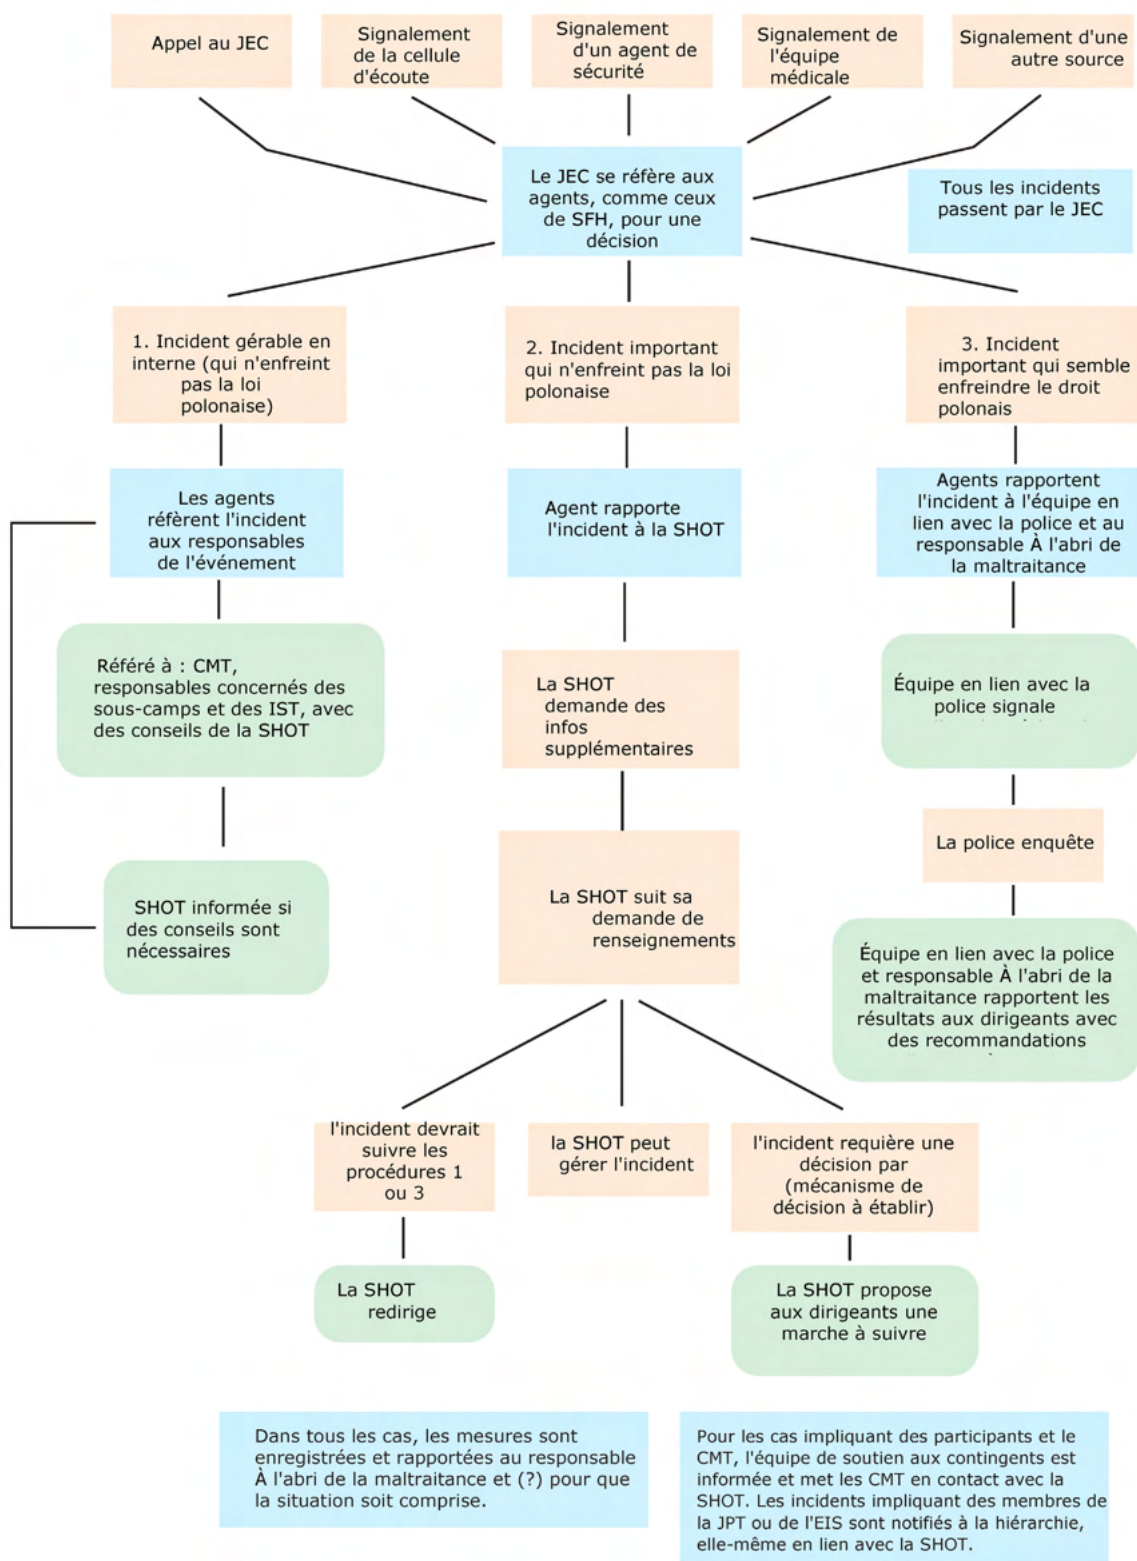 Appel au JEC
Signalement
de la cellule
d'écoute
Signalement
d'un agent de
sécurité
Signalement de
l'équipe
médicale
Signalement d'une
autre source
Le JEC se réfère aux
agents, comme ceux
de SFH, pour une
décision
Tous les incidents
passent par le JEC
1. Incident gérable en
interne (qui n'enfreint
pas la loi
polonaise)
2. Incident important
qui n'enfreint pas la loi
polonaise
3. Incident
important qui semble
enfreindre le droit
polonais
Les agents
réfèrent l'incident
aux responsables
de l'événement
Agent rapporte
l'incident à la SHOT
Agents rapportent
l'incident à l'équipe en
lien avec la police et au
responsable À l'abri de
la maltraitance
Référé à : CMT,
responsables concernés des
sous-camps et des IST, avec
des conseils de la SHOT
La SHOT
demande des
infos
supplémentaires
Équipe en lien avec la
police signale
La police enquête
SHOT informée si
des conseils sont
nécessaires
La SHOT suit sa
demande de
renseignements
Équipe en lien avec la police
et responsable À l'abri de la
maltraitance rapportent les
résultats aux dirigeants avec
des recommandations
l'incident devrait
suivre les
procédures 1
ou 3
la SHOT peut
gérer l'incident
l'incident requière une
décision par
(mécanisme de
décision à établir)
La SHOT
redirige
La SHOT propose
aux dirigeants une
marche à suivre
Dans tous les cas, les mesures sont
enregistrées et rapportées au responsable
À l'abri de la maltraitance et (?) pour que
la situation soit comprise.
Pour les cas impliquant des participants et le
CMT, l'équipe de soutien aux contingents est
informée et met les CMT en contact avec la
SHOT. Les incidents impliquant des membres de
la JPT ou de l'EIS sont notifiés à la hiérarchie,
elle-même en lien avec la SHOT.